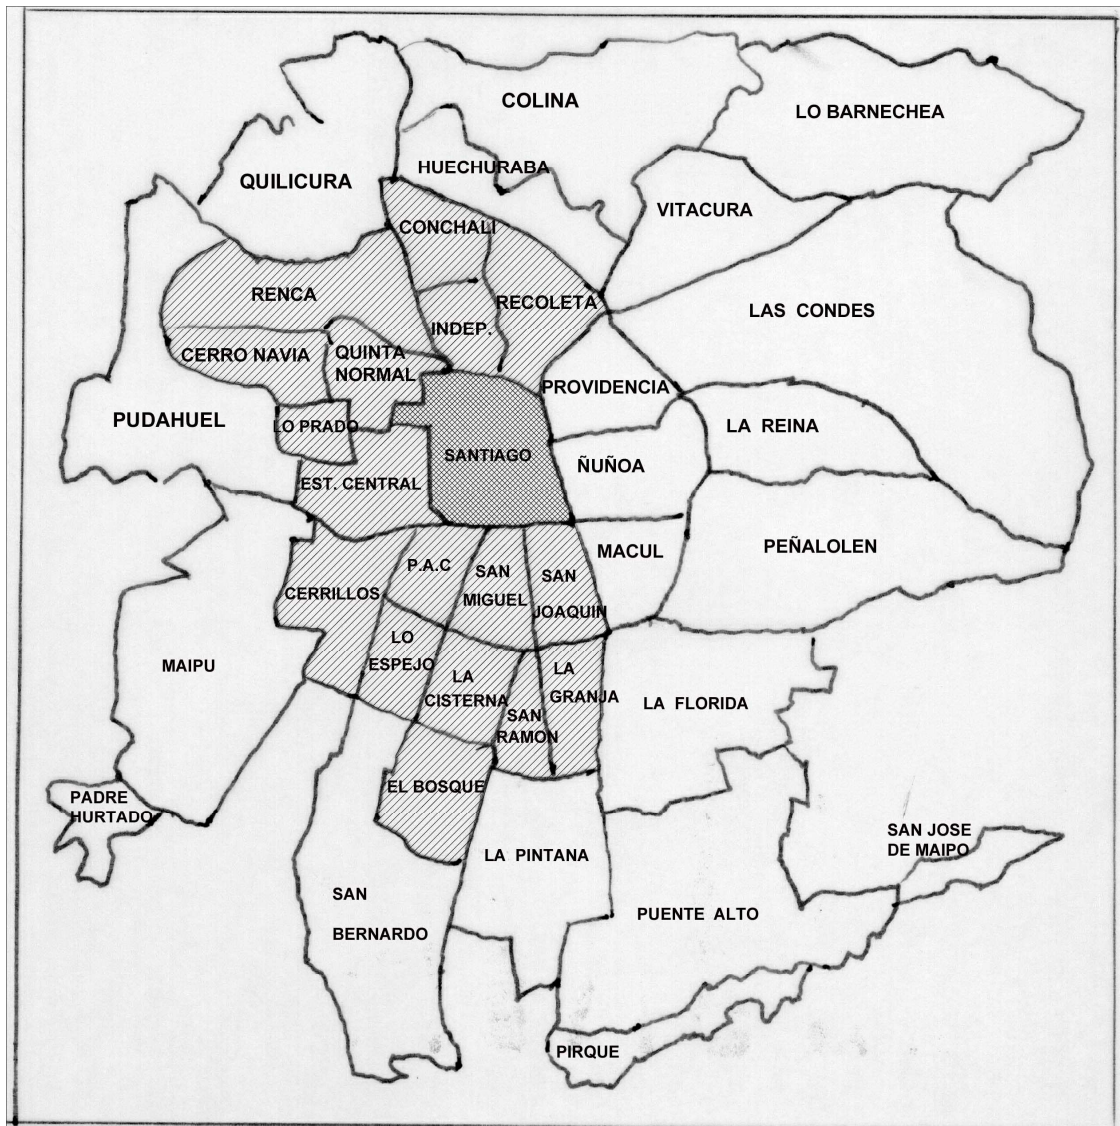 COLINA
LO BARNECHEA
HUECHURABA
QUILICURA
VITACURA
CONCHALI
RENCA
RECOLETA
LAS CONDES
INDEP.
CERRO NAVIA
QUINTA
NORMAL
PROVIDENCIA
PUDAHUEL
LO PRADO
LA REINA
SANTIAGO
ÑUÑOA
EST. CENTRAL
MACUL
PEÑALOLEN
P.A.C
SAN
MIGUEL
SAN
JOAQUIN
CERRILLOS
LO
ESPEJO
MAIPU
LA
CISTERNA
LA
GRANJA
SAN
RAMON
LA FLORIDA
EL BOSQUE
PADRE
HURTADO
SAN JOSE
DE MAIPO
LA PINTANA
SAN
BERNARDO
PUENTE ALTO
PIRQUE